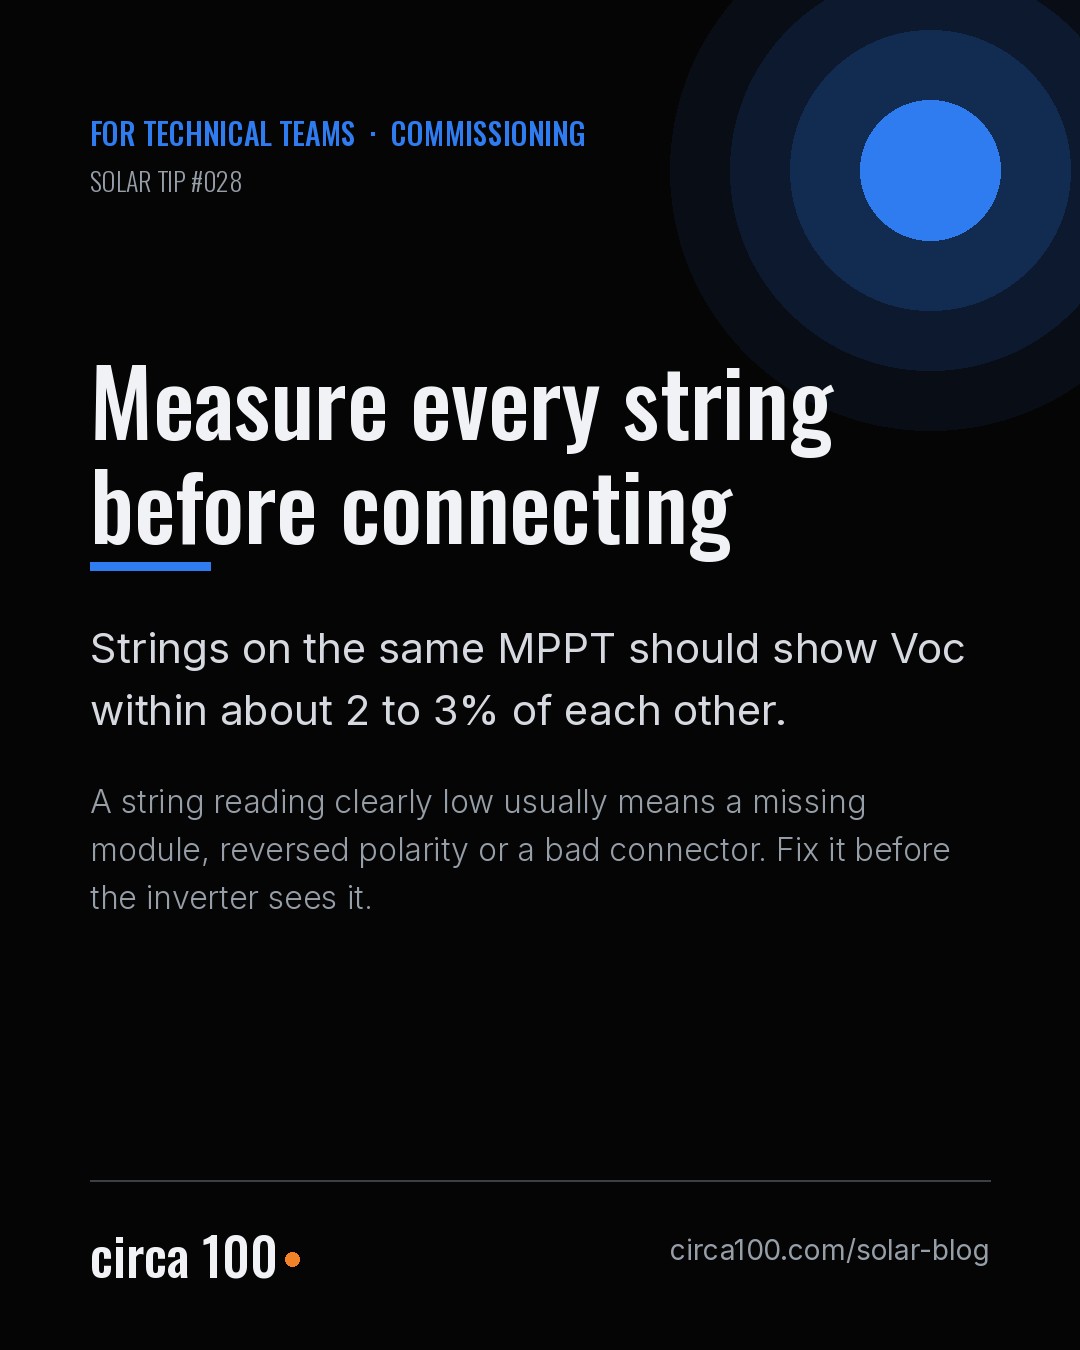 FOR TECHNICAL TEAMS · COMMISSIONING
SOLAR TIP #028
Measure every string
before connecting
Strings on the same MPPT should show Voc
within about 2 to 3% of each other.
A string reading clearly low usually means a missing
module, reversed polarity or a bad connector. Fix it before
the inverter sees it.
circa 100
circa100.com/solar-blog